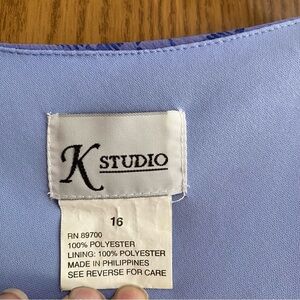 K STUDIO
16
RN 89700
100% POLYESTER
LINING: 100% POLYESTER
MADE IN PHILIPPINES
SEE REVERSE FOR CARE